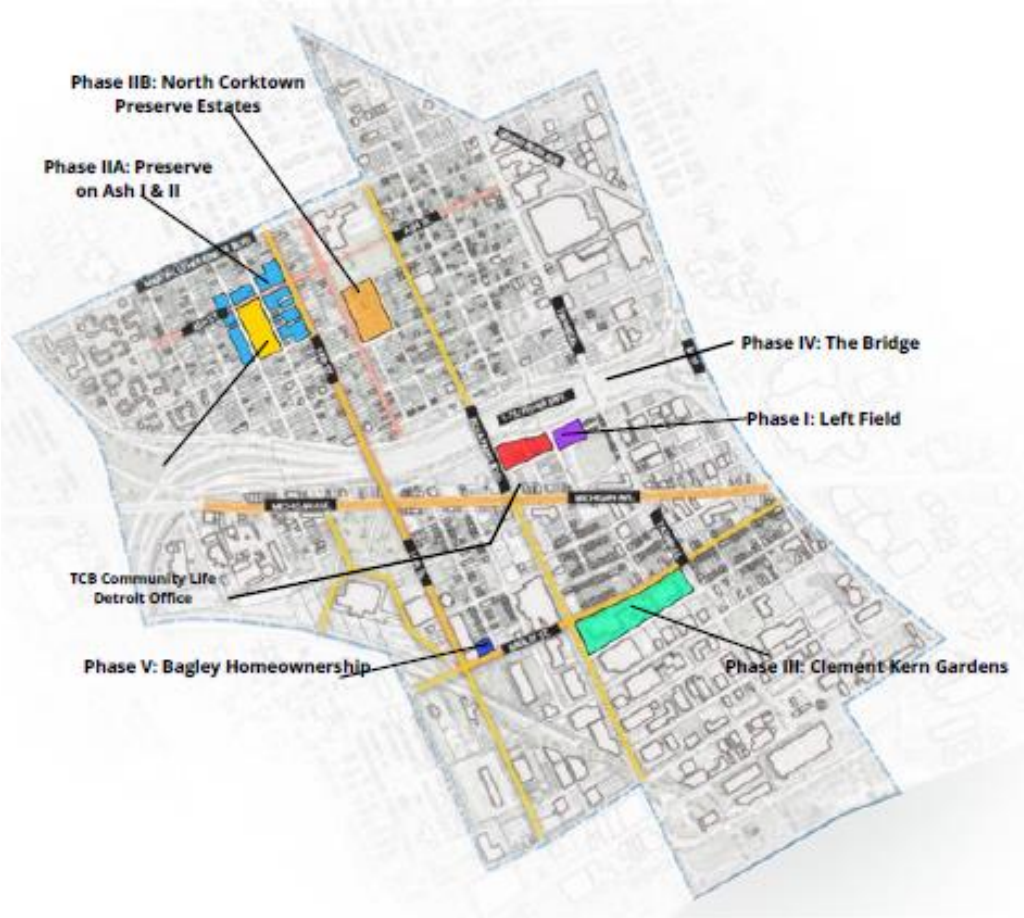 Phase IIB: North Corktown
Preserve Estates
Phase IIA: Preserve
on Ash I & II
Phase IV: The Bridge
Phase I: Left Field
MICHIGAN AVE
MICHIGAN AVE
TCB Community Life
Detroit Office
Phase V: Bagley Homeownership
Phase III: Clement Kern Gardens